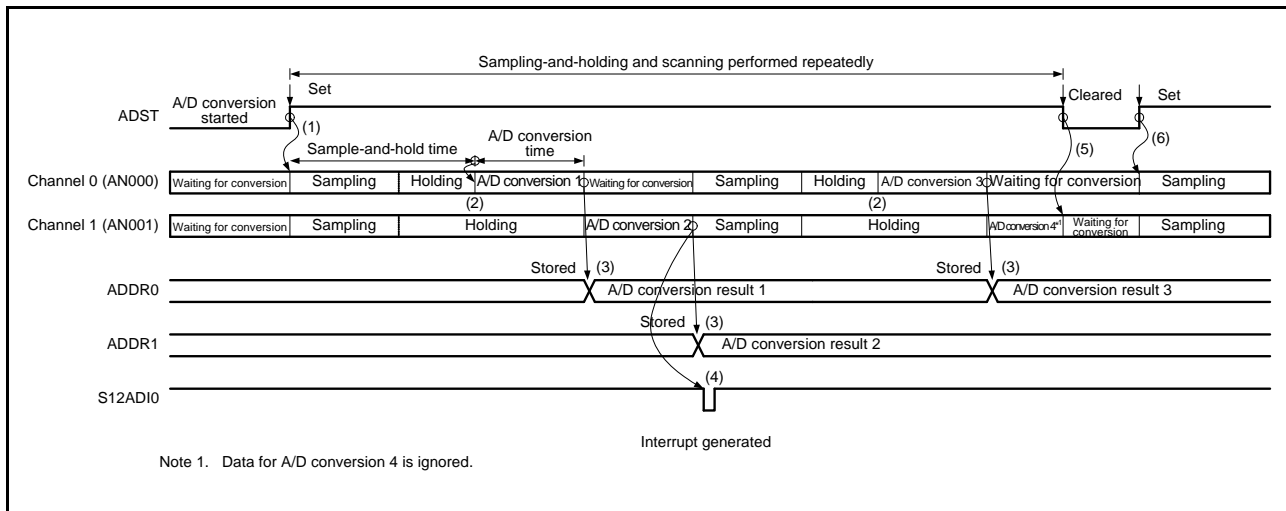 Sampling-and-holding and scanning performed repeatedly
A/D conversion
started
Set
Cleared
Set
ADST
(1)
A/D conversion
time
(5)
(6)
Sample-and-hold time
Channel 0 (AN000)
Waiting for conversion Sampling Holding A/D conversion 1 Waiting for conversion Sampling Holding A/D conversion 3 Waiting for conversion Sampling
(2) (2)
Channel 1 (AN001)
Waiting for conversion Sampling Holding A/D conversion 2 Sampling Holding A/D conversion 4*1 Waiting for conversion Sampling
Stored (3) Stored (3)
ADDR0
A/D conversion result 1 A/D conversion result 3
Stored (3)
ADDR1
A/D conversion result 2
(4)
S12ADI0
Interrupt generated
Note 1. Data for A/D conversion 4 is ignored.